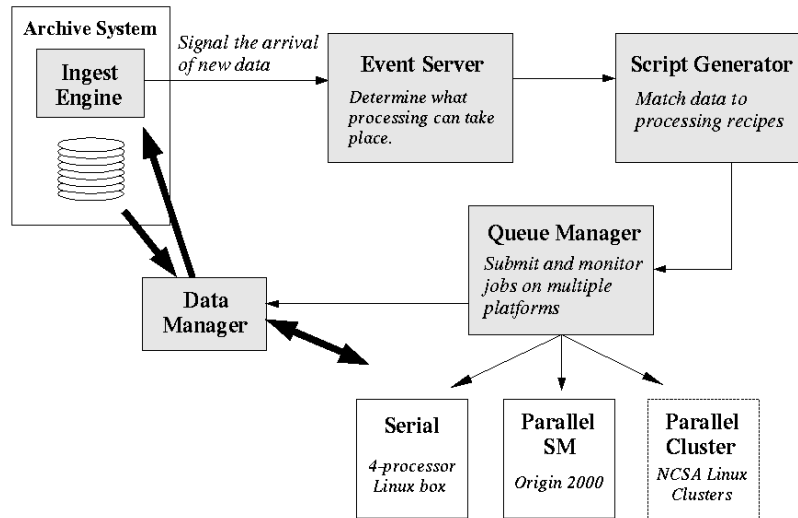 Archive System
Ingest
Engine
Signal the arrival
of new data
Event Server
Determine what
processing can take
place.
Script Generator
Match data to
processing recipes
Queue Manager
Submit and monitor
jobs on multiple
platforms
Data
Manager
Serial
4-processor
Linux box
Parallel
SM
Origin 2000
Parallel
Cluster
NCSA Linux
Clusters